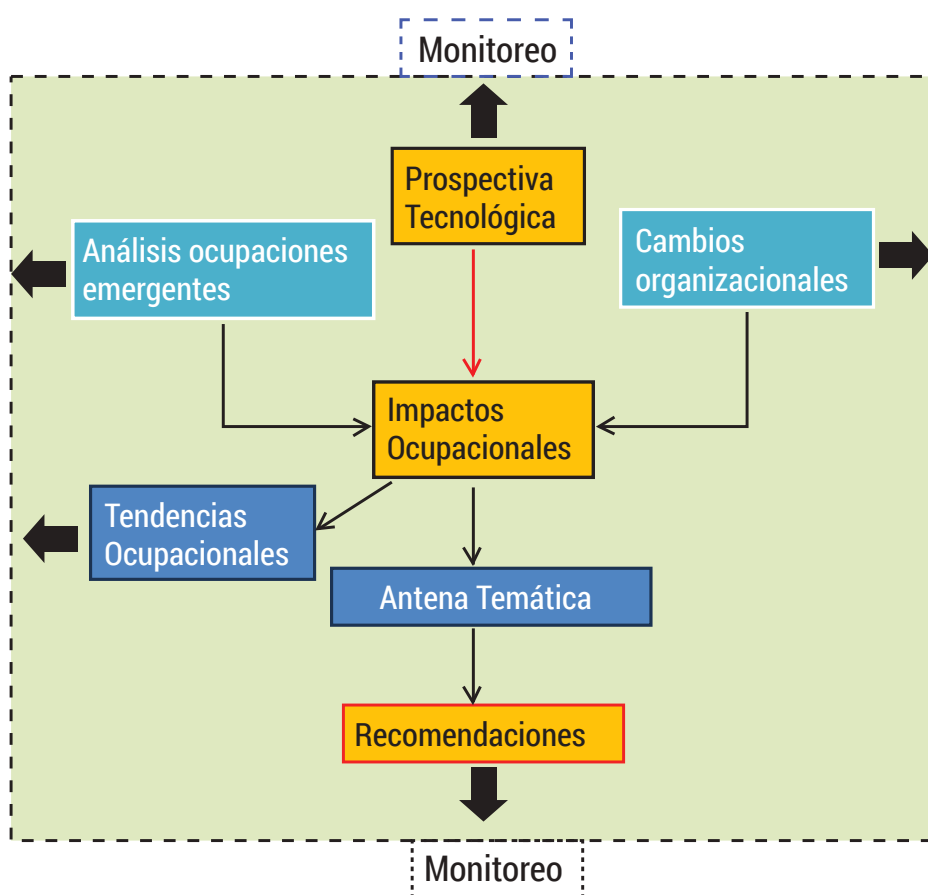 Monitoreo
Prospectiva
Tecnológica
Análisis ocupaciones
emergentes
Cambios
organizacionales
Impactos
Ocupacionales
Tendencias
Ocupacionales
Antena Temática
Recomendaciones
Monitoreo